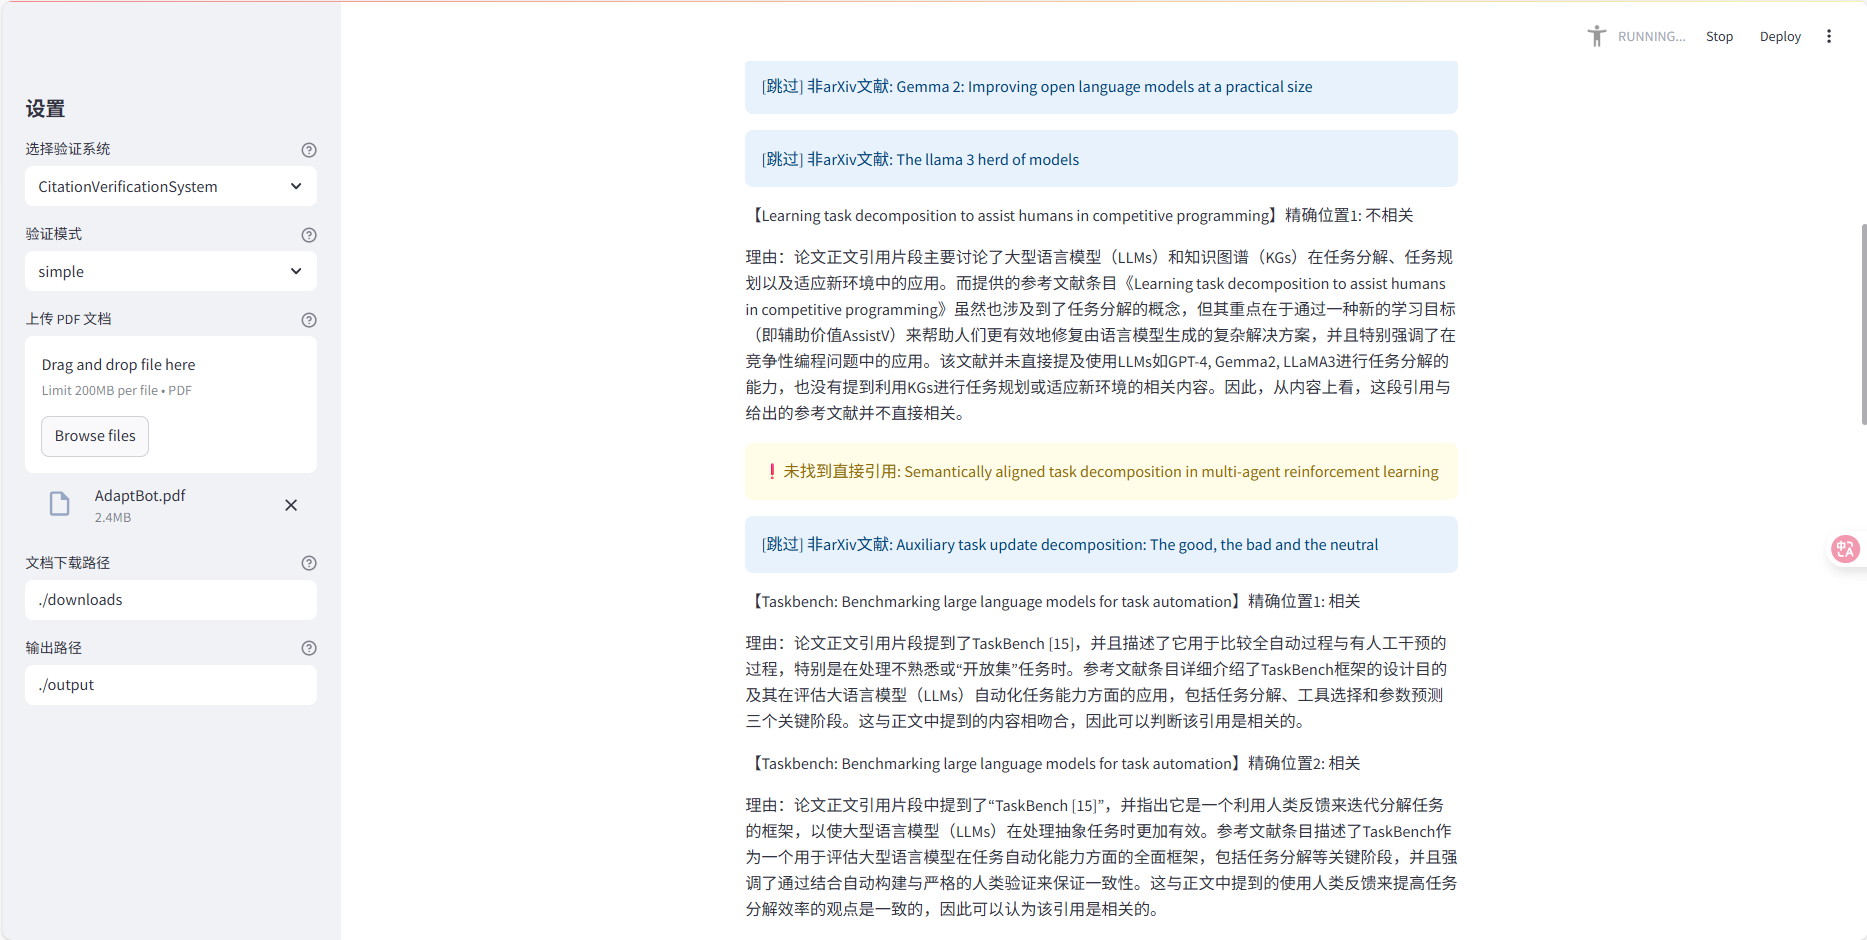 RUNNING...
Stop
Deploy
设置
选择验证系统
CitationVerificationSystem
验证模式
simple
上传 PDF 文档
Drag and drop file here
Limit 200MB per file • PDF
Browse files
AdaptBot.pdf
2.4MB
文档下载路径
./downloads
输出路径
./output
[跳过] 非arXiv文献: Gemma 2: Improving open language models at a practical size
[跳过] 非arXiv文献: The llama 3 herd of models
【Learning task decomposition to assist humans in competitive programming】精确位置1: 不相关
理由：论文正文引用片段主要讨论了大型语言模型（LLMs）和知识图谱（KGs）在任务分解、任务规
划以及适应新环境中的应用。而提供的参考文献条目《Learning task decomposition to assist humans
in competitive programming》虽然也涉及到了任务分解的概念，但其重点在于通过一种新的学习目标
（即辅助价值AssistV）来帮助人们更有效地修复由语言模型生成的复杂解决方案，并且特别强调了在
竞争性编程问题中的应用。该文献并未直接提及使用LLMs如GPT-4, Gemma2, LLaMA3进行任务分解的
能力，也没有提到利用KGs进行任务规划或适应新环境的相关内容。因此，从内容上看，这段引用与
给出的参考文献并不直接相关。
❗ 未找到直接引用: Semantically aligned task decomposition in multi-agent reinforcement learning
[跳过] 非arXiv文献: Auxiliary task update decomposition: The good, the bad and the neutral
【Taskbench: Benchmarking large language models for task automation】精确位置1: 相关
理由：论文正文引用片段提到了TaskBench [15]，并且描述了它用于比较全自动过程与有人工干预的
过程，特别是在处理不熟悉或“开放集”任务时。参考文献条目详细介绍了TaskBench框架的设计目的
及其在评估大语言模型（LLMs）自动化任务能力方面的应用，包括任务分解、工具选择和参数预测
三个关键阶段。这与正文中提到的内容相吻合，因此可以判断该引用是相关的。
【Taskbench: Benchmarking large language models for task automation】精确位置2: 相关
理由：论文正文引用片段中提到了“TaskBench [15]”，并指出它是一个利用人类反馈来迭代分解任务
的框架，以使大型语言模型（LLMs）在处理抽象任务时更加有效。参考文献条目描述了TaskBench作
为一个用于评估大型语言模型在任务自动化能力方面的全面框架，包括任务分解等关键阶段，并且强
调了通过结合自动构建与严格的人类验证来保证一致性。这与正文中提到的使用人类反馈来提高任务
分解效率的观点是一致的，因此可以认为该引用是相关的。
中
A